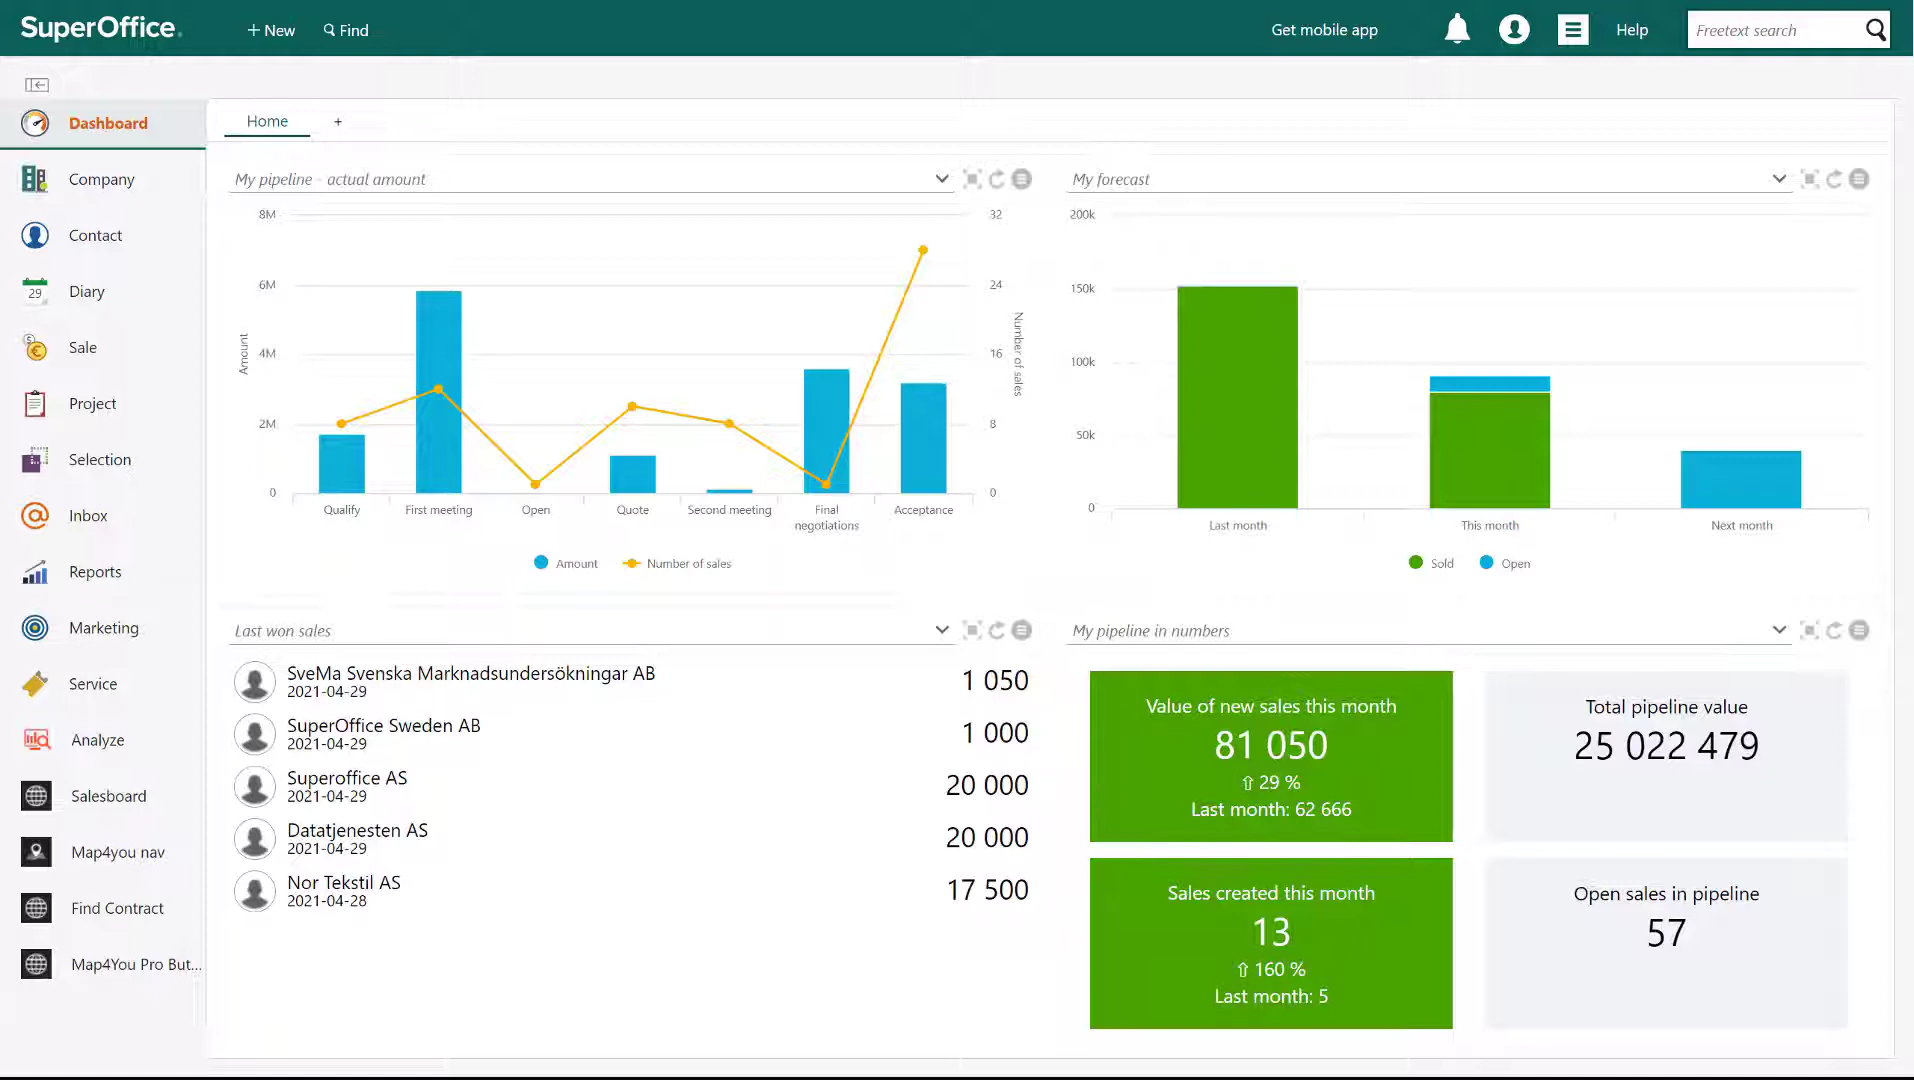 SuperOffice.
+ New
Find
Get mobile app
Help
Freetext search
Dashboard
Company
Contact
29
Diary
Sale
Project
Selection
Inbox
Reports
Marketing
Service
Analyze
Salesboard
Map4you nav
Find Contract
Map4You Pro But...
Home
+
My pipeline - actual amount
8M
6M
4M
2M
0
Amount
32
24
16
8
0
Number of sales
Qualify
First meeting
Open
Quote
Second meeting
Final
negotiations
Acceptance
Amount
Number of sales
My forecast
200k
150k
100k
50k
0
Last month
This month
Next month
Sold
Open
Last won sales
SveMa Svenska Marknadsundersökningar AB
2021-04-29
1 050
SuperOffice Sweden AB
2021-04-29
1 000
Superoffice AS
2021-04-29
20 000
Datatjenesten AS
2021-04-29
20 000
Nor Tekstil AS
2021-04-28
17 500
My pipeline in numbers
Value of new sales this month
81 050
⇧ 29 %
Last month: 62 666
Total pipeline value
25 022 479
Sales created this month
13
⇧ 160 %
Last month: 5
Open sales in pipeline
57